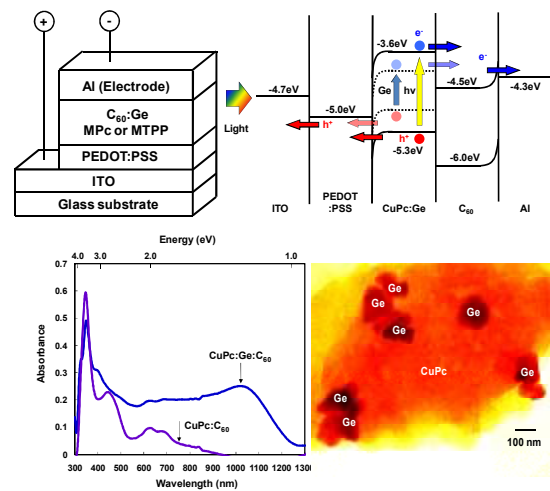 +
-
Al (Electrode)
C60:Ge
MPc or MTPP
PEDOT:PSS
ITO
Glass substrate
Light
-3.6eV
e-
e-
Ge
hν
-4.7eV
-5.0eV
-4.5eV
-4.3eV
h+
h+
-5.3eV
-6.0eV
ITO
PEDOT
:PSS
CuPc:Ge
C60
Al
Energy (eV)
4.0 3.0 2.0 1.0
0.7
0.6
0.5
0.4
0.3
0.2
0.1
0
Absorbance
CuPc:Ge:C60
CuPc:C60
300 400 500 600 700 800 900 1000 1100 1200 1300
Wavelength (nm)
Ge
Ge
Ge
Ge
CuPc
Ge
Ge
Ge
100 nm